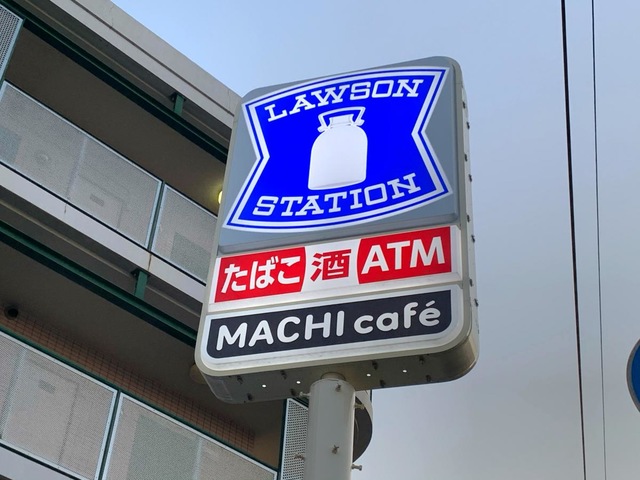 LAWSON
STATION
たばこ 酒 ATM
MACHI café